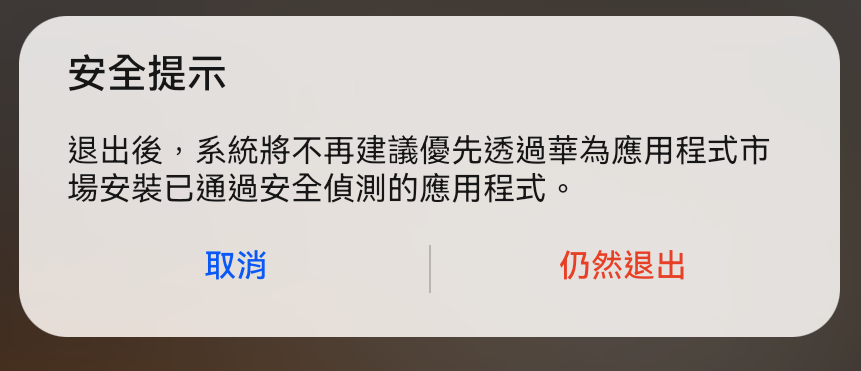 安全提示
退出後，系統將不再建議優先透過華為應用程式市
場安裝已通過安全偵測的應用程式。
取消
仍然退出